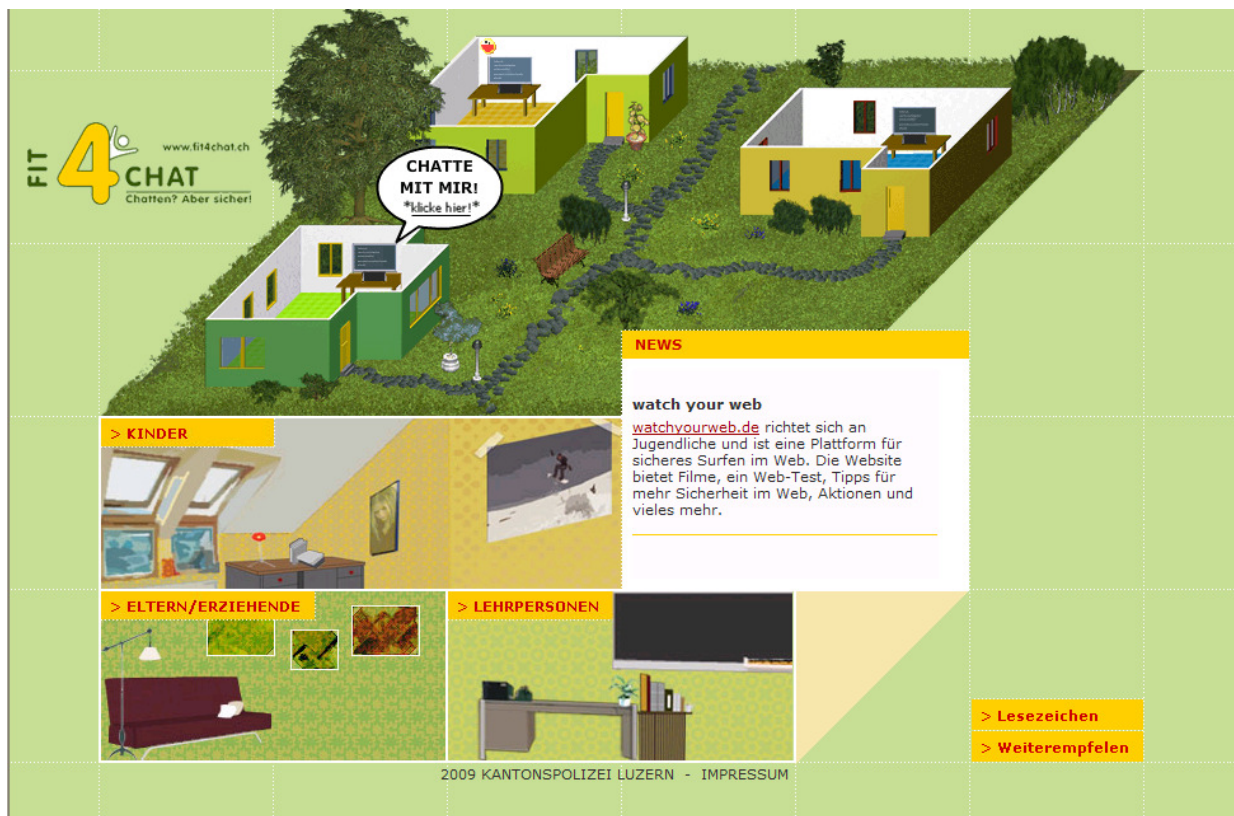 FIT
4
www.fit4chat.ch
CHAT
Chatten? Aber sicher!
CHATTE
MIT MIR!
*klicke hier!*
NEWS
watch your web
watchyourweb.de richtet sich an
Jugendliche und ist eine Plattform für
sicheres Surfen im Web. Die Website
bietet Filme, ein Web-Test, Tipps für
mehr Sicherheit im Web, Aktionen und
vieles mehr.
> KINDER
> ELTERN/ERZIEHENDE
> LEHRPERSONEN
> Lesezeichen
> Weiterempfelen
2009 KANTONSPOLIZEI LUZERN - IMPRESSUM